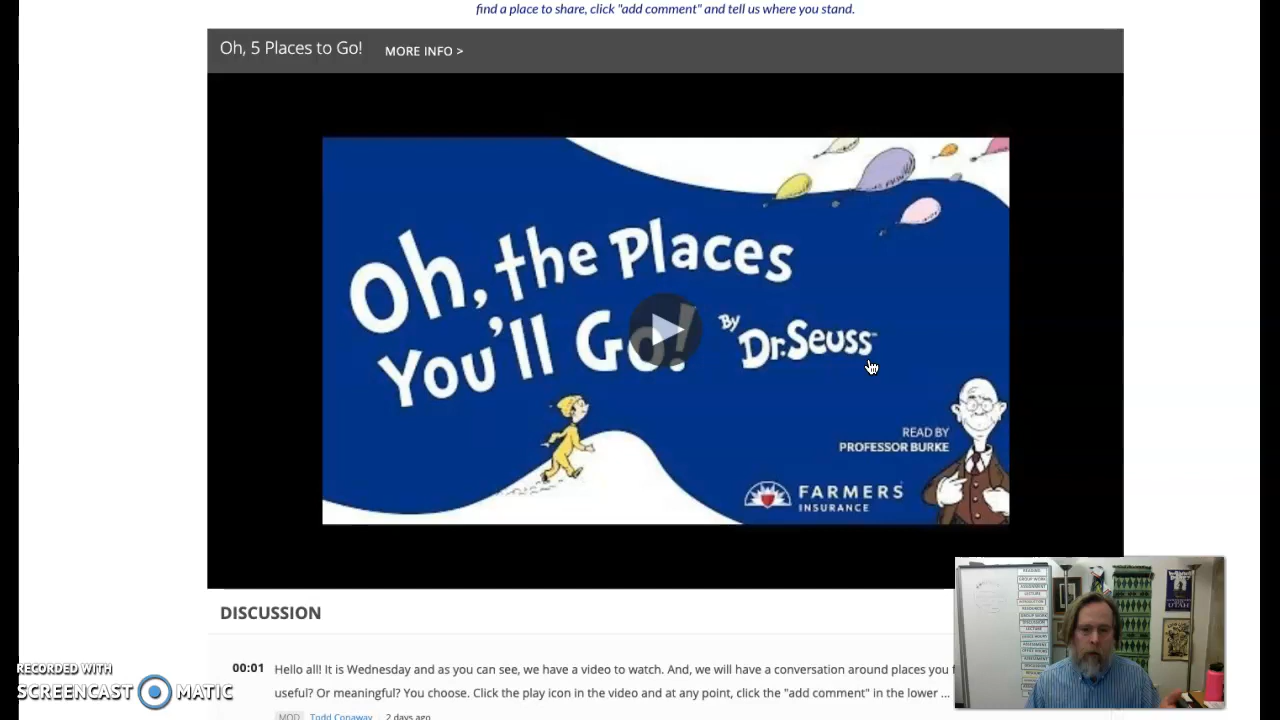 find a place to share, click "add comment" and tell us where you stand.
Oh, 5 Places to Go!
MORE INFO >
Oh, the Places
You'll Go!
By
Dr. Seuss
READ BY
PROFESSOR BURKE
FARMERS
INSURANCE
DISCUSSION
00:01
Hello all! It is Wednesday and as you can see, we have a video to watch. And, we will have a conversation around places you f
useful? Or meaningful? You choose. Click the play icon in the video and at any point, click the "add comment" in the lower ...
MOD Todd Conaway 2 days ago
UTAH
RECORDED WITH
SCREENCAST MATIC